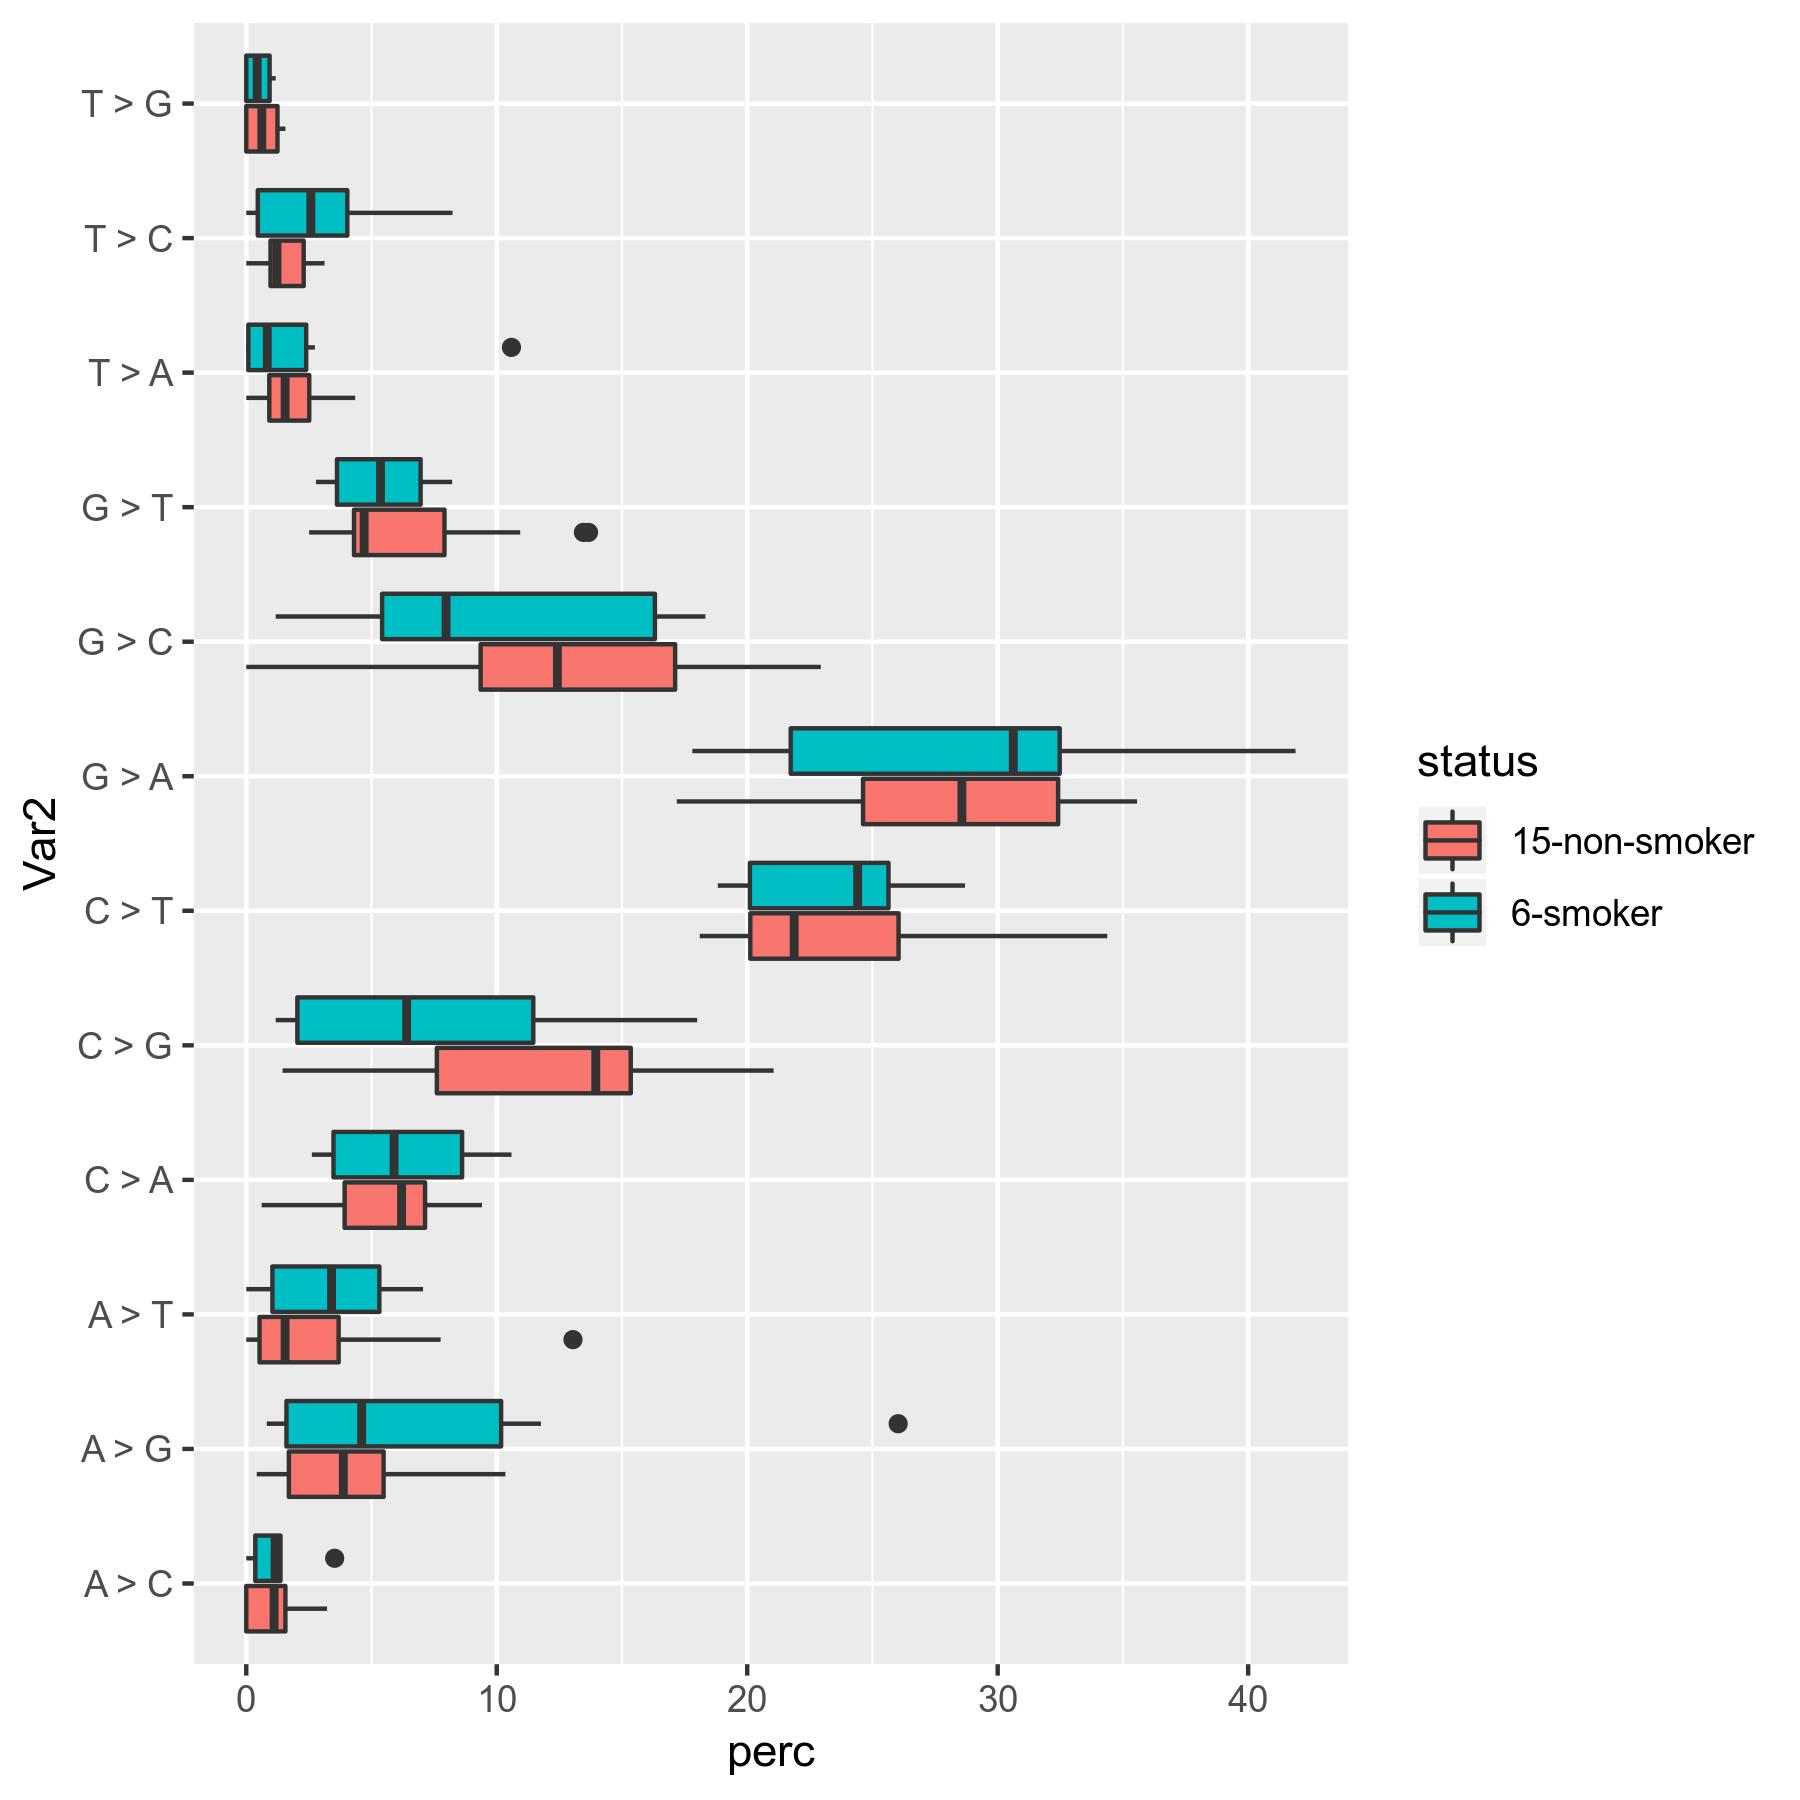 Var2
T > G
T > C
T > A
G > T
G > C
G > A
C > T
C > G
C > A
A > T
A > G
A > C
0 10 20 30 40
perc
status
15-non-smoker
6-smoker